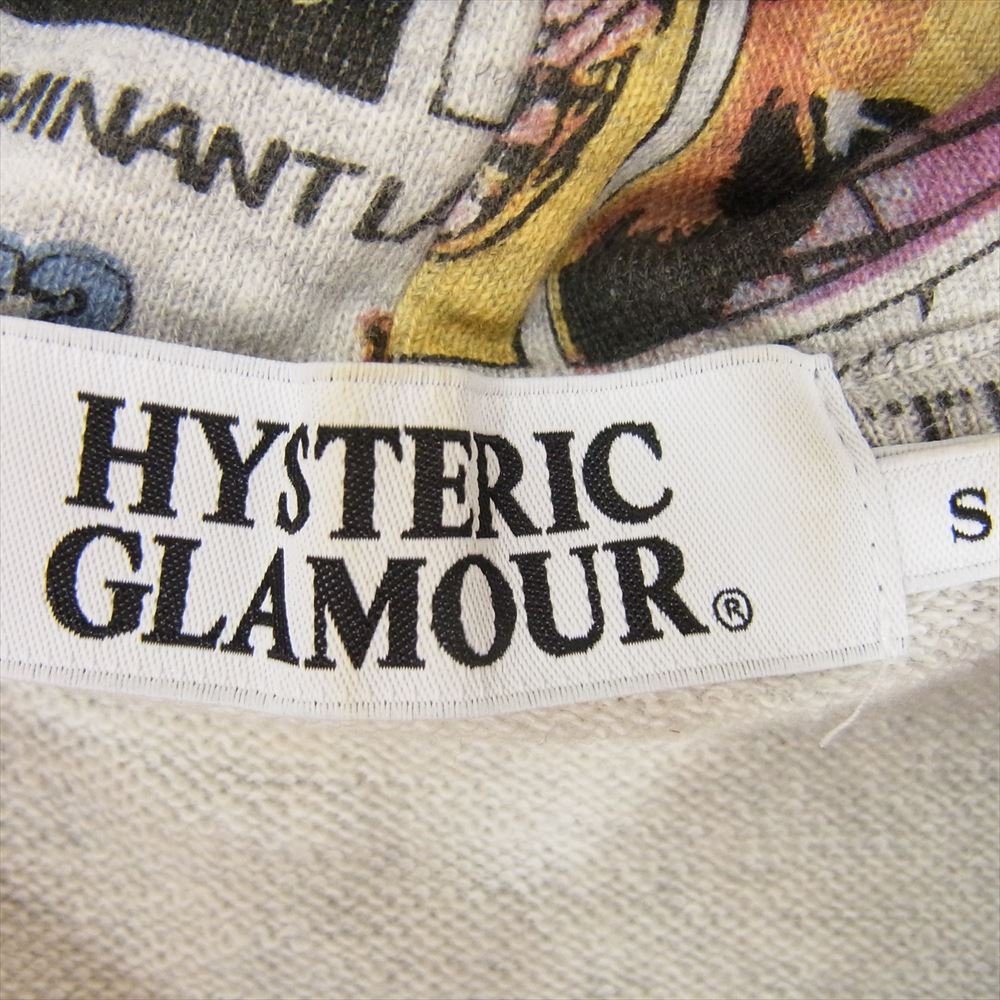 MINANT L
HYSTERIC
GLAMOUR®
S